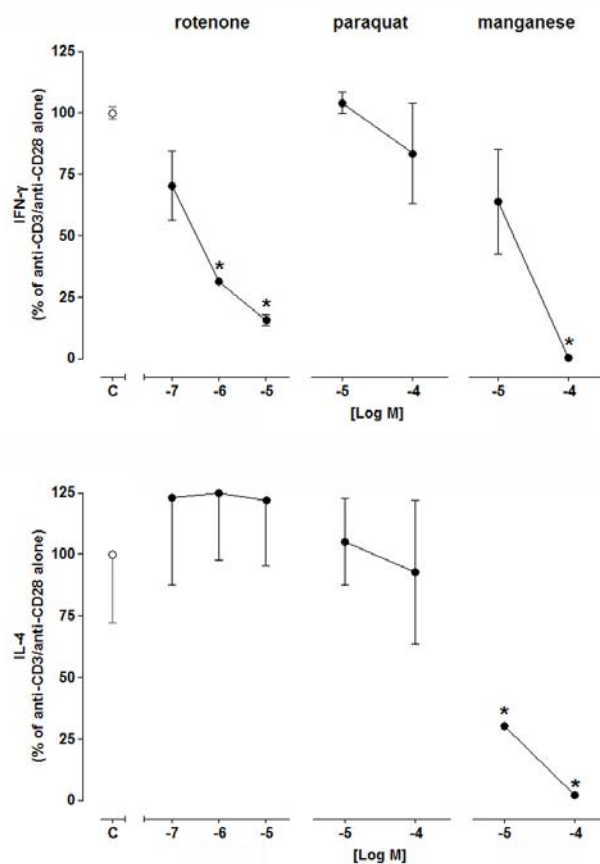 rotenone paraquat manganese
IFN-γ
(% of anti-CD3/anti-CD28 alone)
125
100
75
50
25
0
* * *
C -7 -6 -5 -5 -4 -5 -4
[Log M]
IL-4
(% of anti-CD3/anti-CD28 alone)
125
100
75
50
25
0
* *
C -7 -6 -5 -5 -4 -5 -4
[Log M]